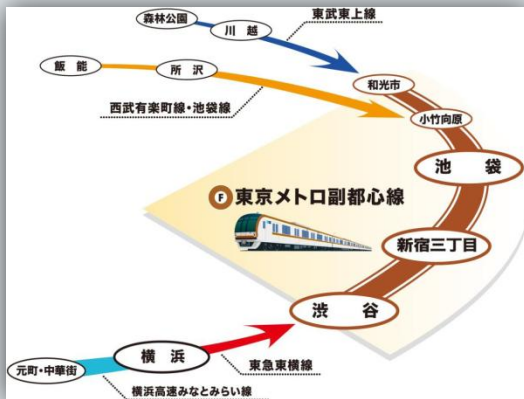 森林公園
川越
東武東上線
飯能
所沢
西武有楽町線・池袋線
和光市
小竹向原
池袋
F 東京メトロ副都心線
新宿三丁目
渋谷
横浜
東急東横線
元町・中華街
横浜高速みなとみらい線